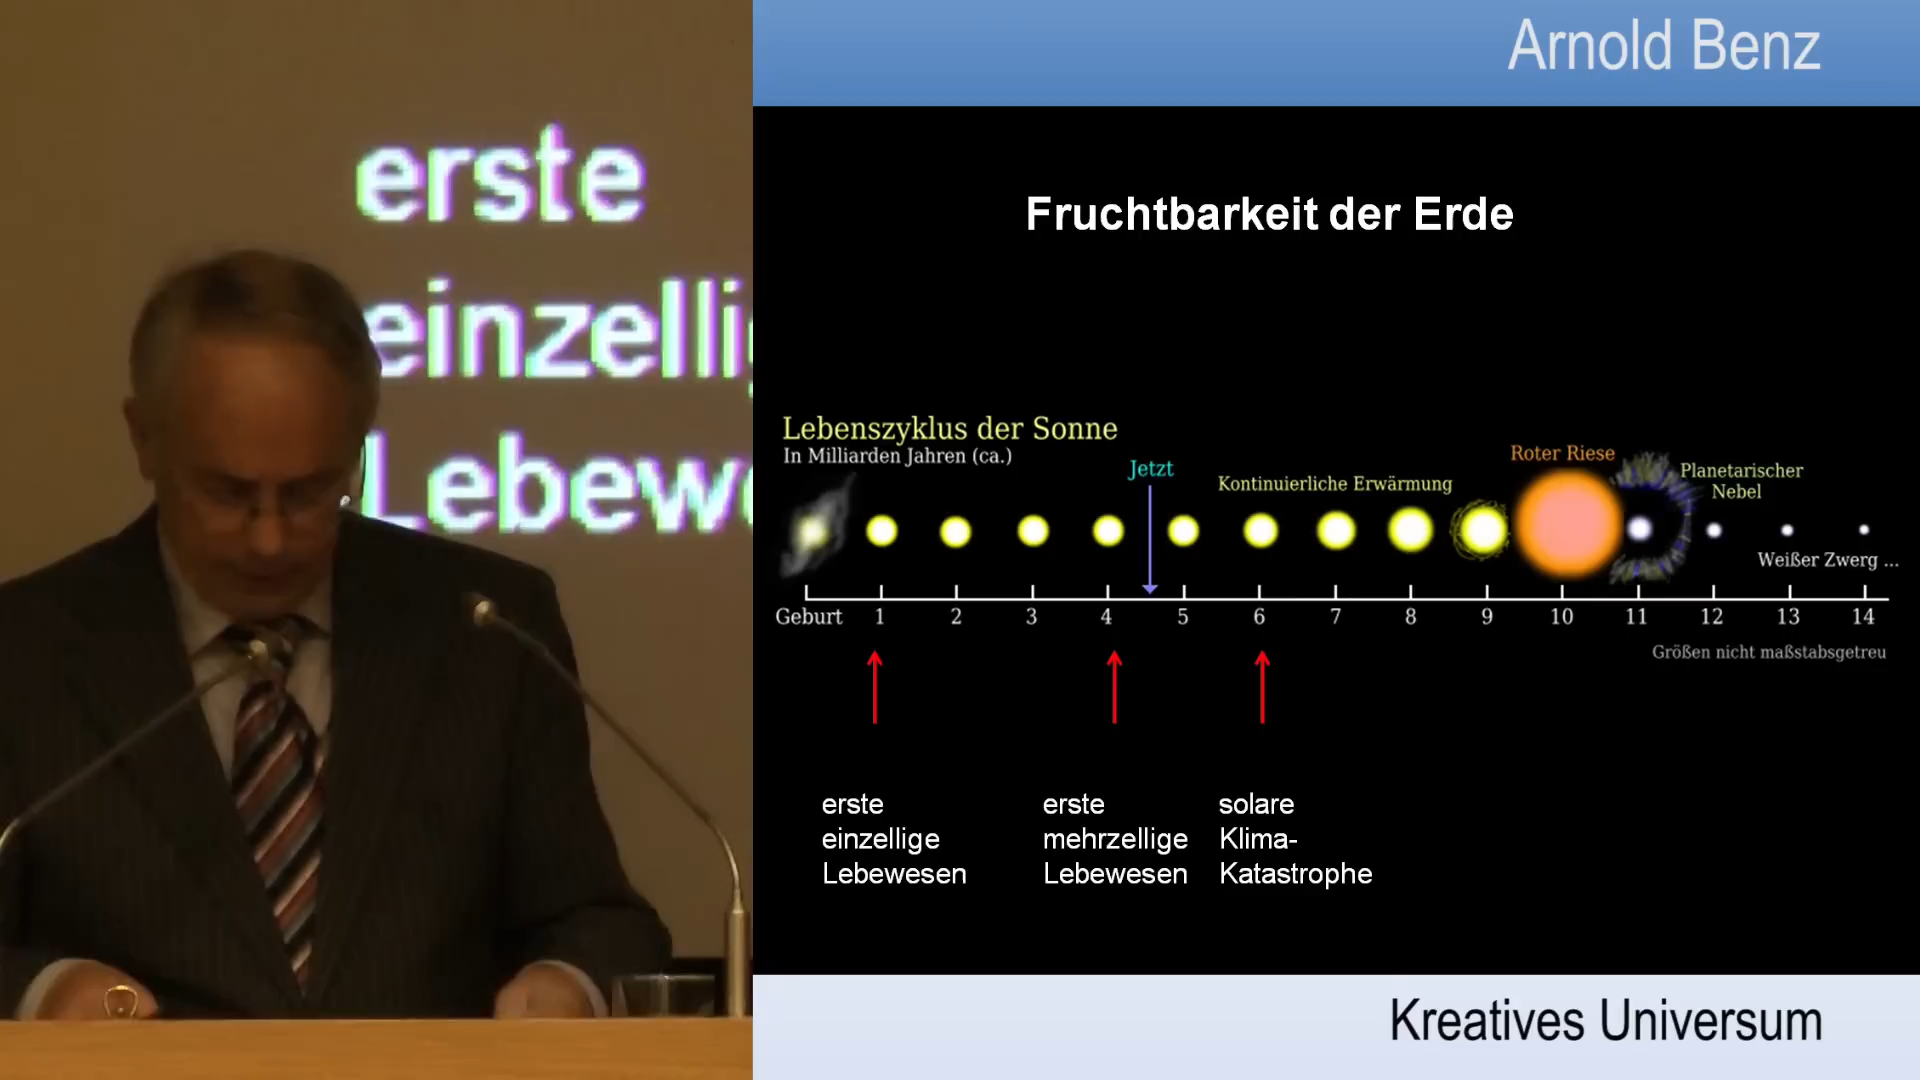 erste
einzelli
Lebew
Arnold Benz
Fruchtbarkeit der Erde
Lebenszyklus der Sonne
In Milliarden Jahren (ca.)
Jetzt
Kontinuierliche Erwärmung
Roter Riese
Planetarischer
Nebel
Weißer Zwerg ...
Geburt 1 2 3 4 5 6 7 8 9 10 11 12 13 14
Größen nicht maßstabsgetreu
erste
einzellige
Lebewesen
erste
mehrzellige
Lebewesen
solare
Klima-
Katastrophe
Kreatives Universum